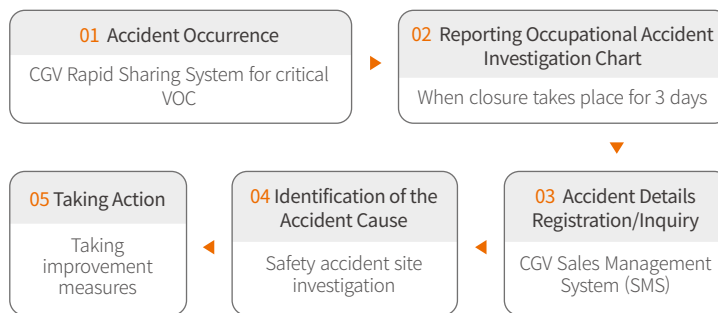 01 Accident Occurrence
CGV Rapid Sharing System for critical
VOC
02 Reporting Occupational Accident
Investigation Chart
When closure takes place for 3 days
03 Accident Details
Registration/Inquiry
CGV Sales Management
System (SMS)
04 Identification of the
Accident Cause
Safety accident site
investigation
05 Taking Action
Taking
improvement
measures